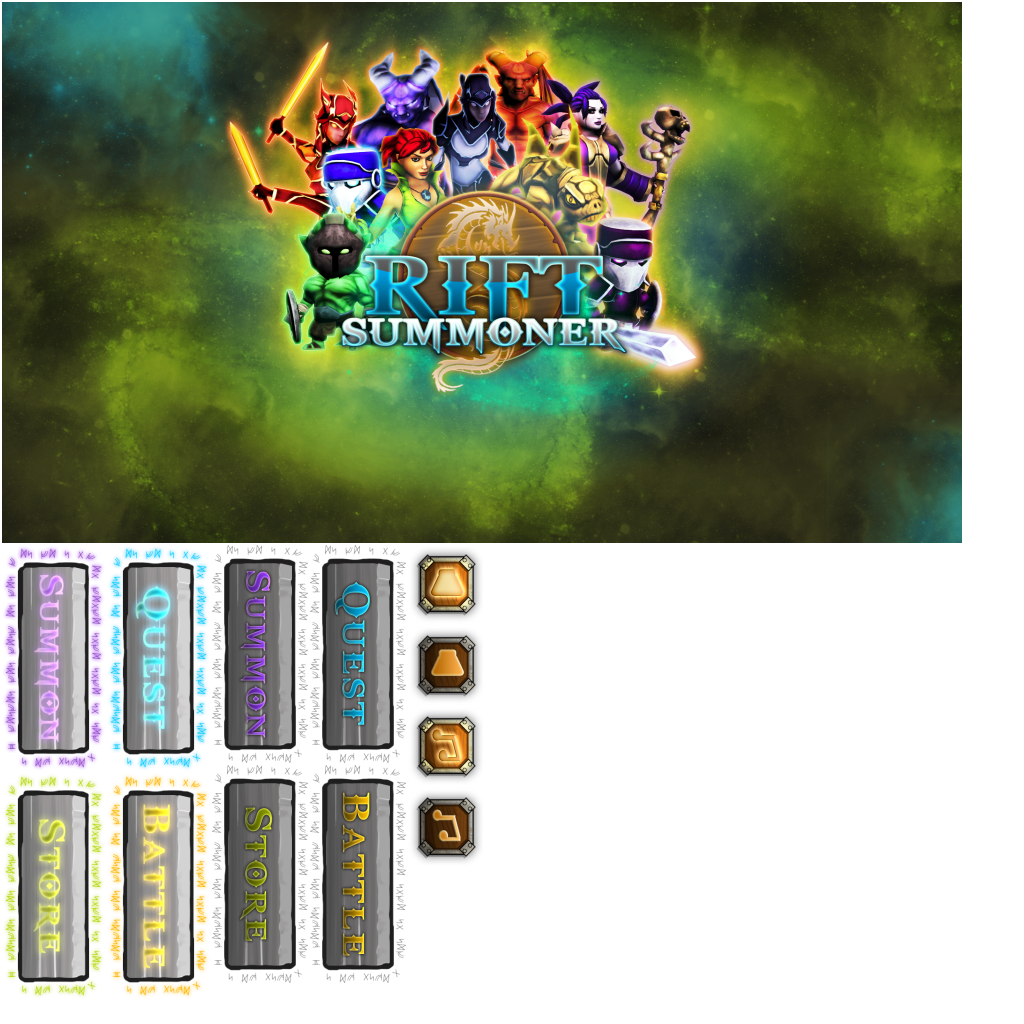 RIFT
SUMMONER
SUMMON
QUEST
SUMMON
QUEST
STORE
BATTLE
STORE
BATTLE